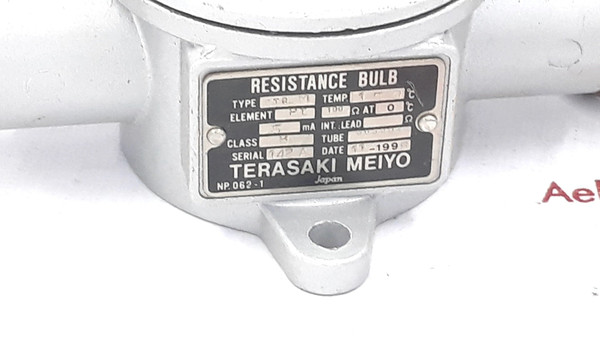 RESISTANCE BULB
TYPE TEMP. °C
ELEMENT PT 100 Ω AT 0 °C
mA INT. LEAD Ω
CLASS TUBE
SERIAL DATE
TERASAKI MEIYO
NP. 062-1 Japan
Ael